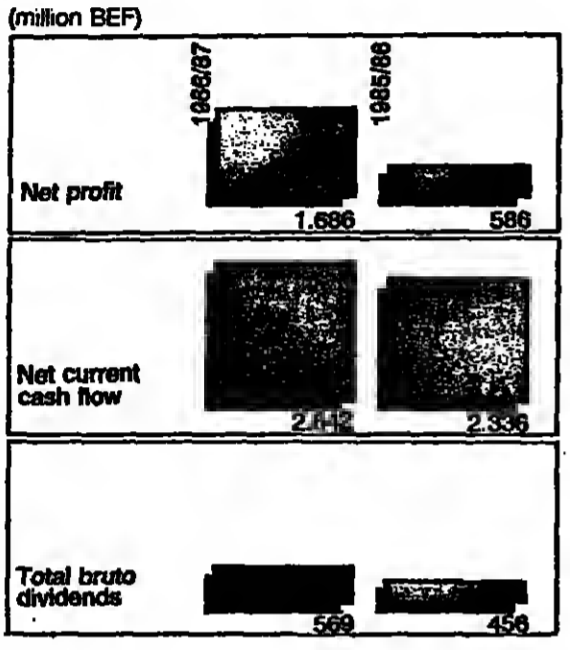 (million BEF)
1986/87
1985/86
Net profit
1.686
586
Net current
cash flow
2.336
Total bruto
dividends
569
456